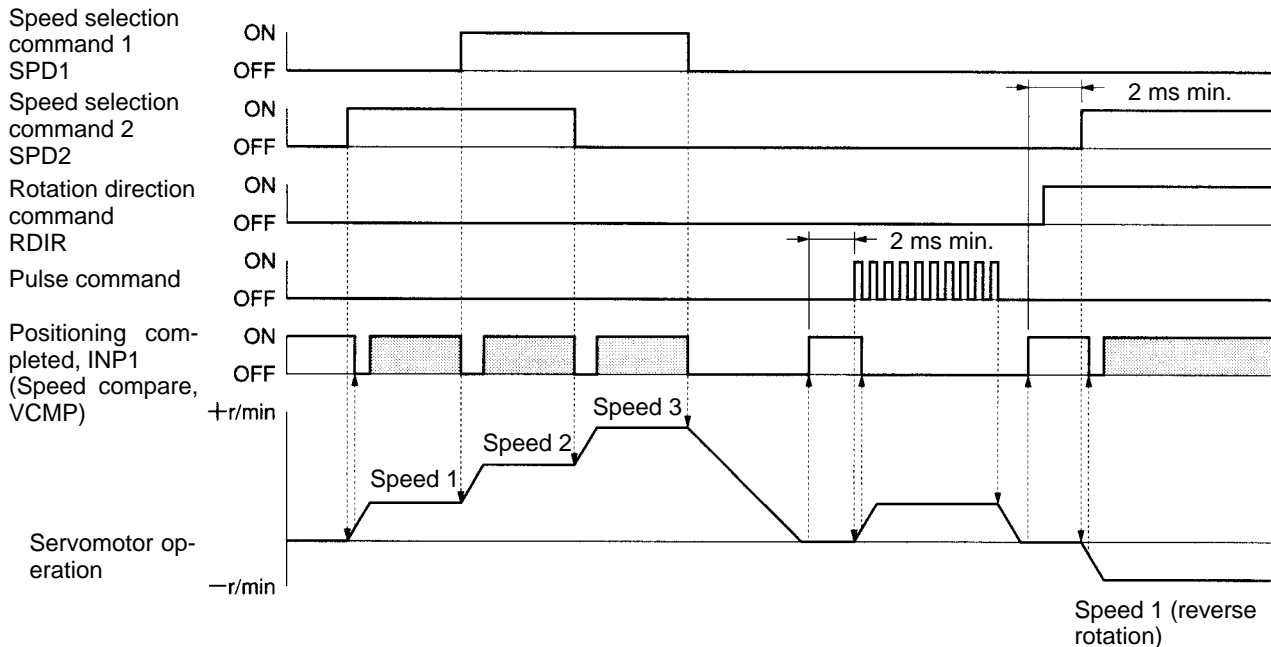 Speed selection
command 1
SPD1
ON
OFF
Speed selection
command 2
SPD2
ON
OFF
2 ms min.
Rotation direction
command
RDIR
ON
OFF
Pulse command
ON
OFF
2 ms min.
Positioning com-
pleted, INP1
(Speed compare,
VCMP)
ON
OFF
+r/min
Speed 1
Speed 2
Speed 3
Servomotor op-
eration
−r/min
Speed 1 (reverse
rotation)